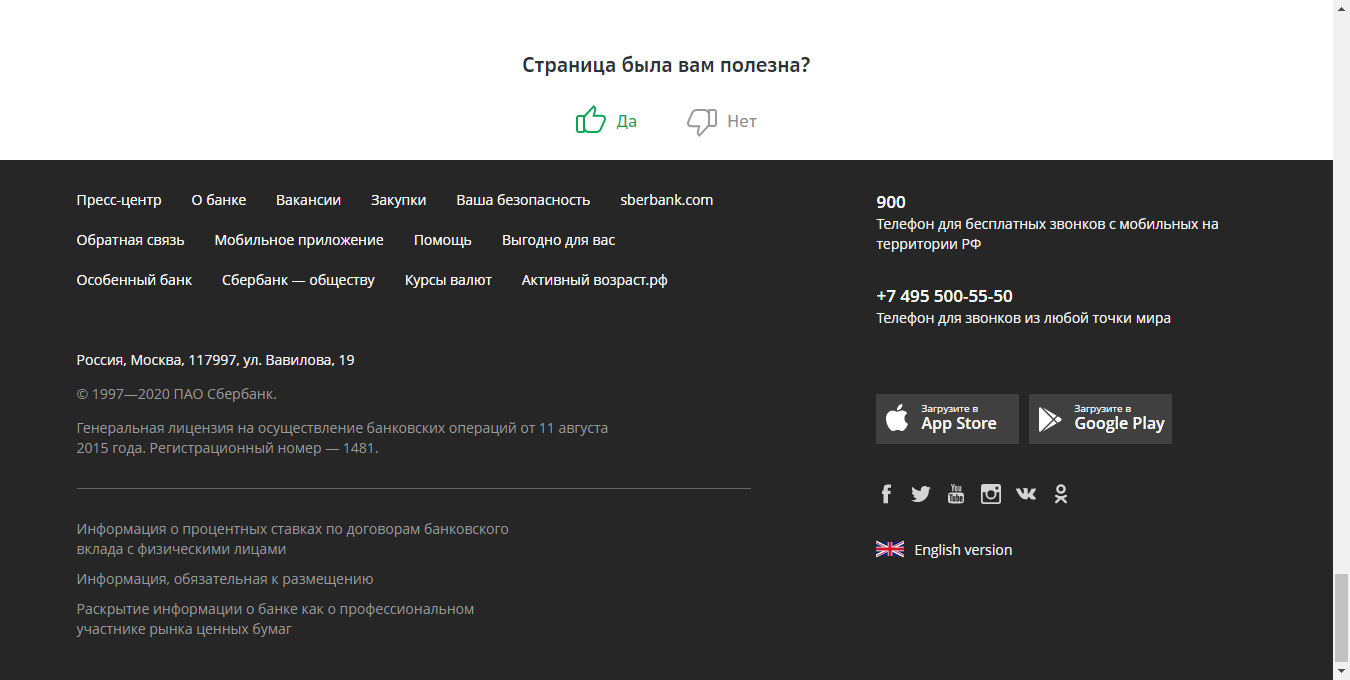 Страница была вам полезна?
Да Нет
Пресс-центр О банке Вакансии Закупки Ваша безопасность sberbank.com
Обратная связь Мобильное приложение Помощь Выгодно для вас
Особенный банк Сбербанк — обществу Курсы валют Активный возраст.рф
Россия, Москва, 117997, ул. Вавилова, 19
© 1997—2020 ПАО Сбербанк.
Генеральная лицензия на осуществление банковских операций от 11 августа
2015 года. Регистрационный номер — 1481.
Информация о процентных ставках по договорам банковского
вклада с физическими лицами
Информация, обязательная к размещению
Раскрытие информации о банке как о профессиональном
участнике рынка ценных бумаг
900
Телефон для бесплатных звонков с мобильных на
территории РФ
+7 495 500-55-50
Телефон для звонков из любой точки мира
Загрузите в
App Store
Загрузите в
Google Play
You
Tube
English version